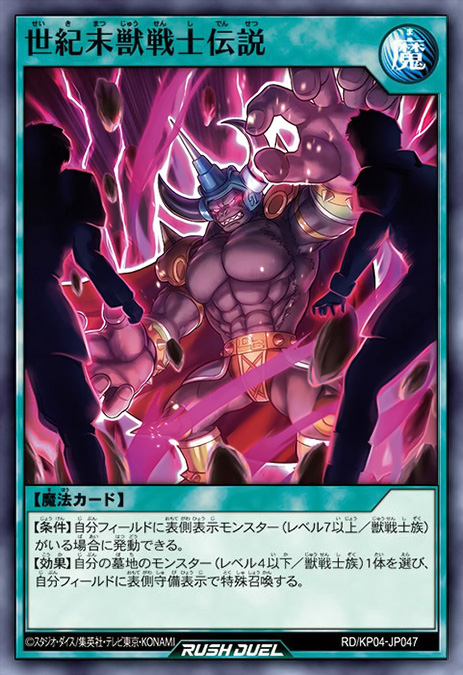 世紀末獣戦士伝説
魔
【魔法カード】
【条件】自分フィールドに表側表示モンスター(レベル7以上/獣戦士族)
がいる場合に発動できる。
【効果】自分の墓地のモンスター(レベル4以下/獣戦士族)1体を選び、
自分フィールドに表側守備表示で特殊召喚する。
©スタジオ・ダイス/集英社・テレビ東京・KONAMI
RUSH DUEL
RD/KP04-JP047